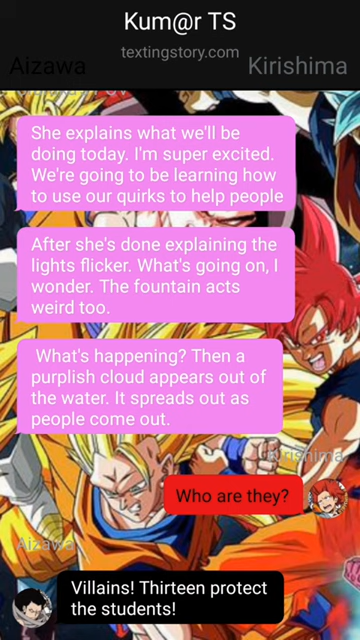 Kum@r TS
textingstory.com
Aizawa
Kirishima
She explains what we'll be
doing today. I'm super excited.
We're going to be learning how
to use our quirks to help people
After she's done explaining the
lights flicker. What's going on, I
wonder. The fountain acts
weird too.
What's happening? Then a
purplish cloud appears out of
the water. It spreads out as
people come out.
Kirishima
Who are they?
Aizawa
Villains! Thirteen protect
the students!